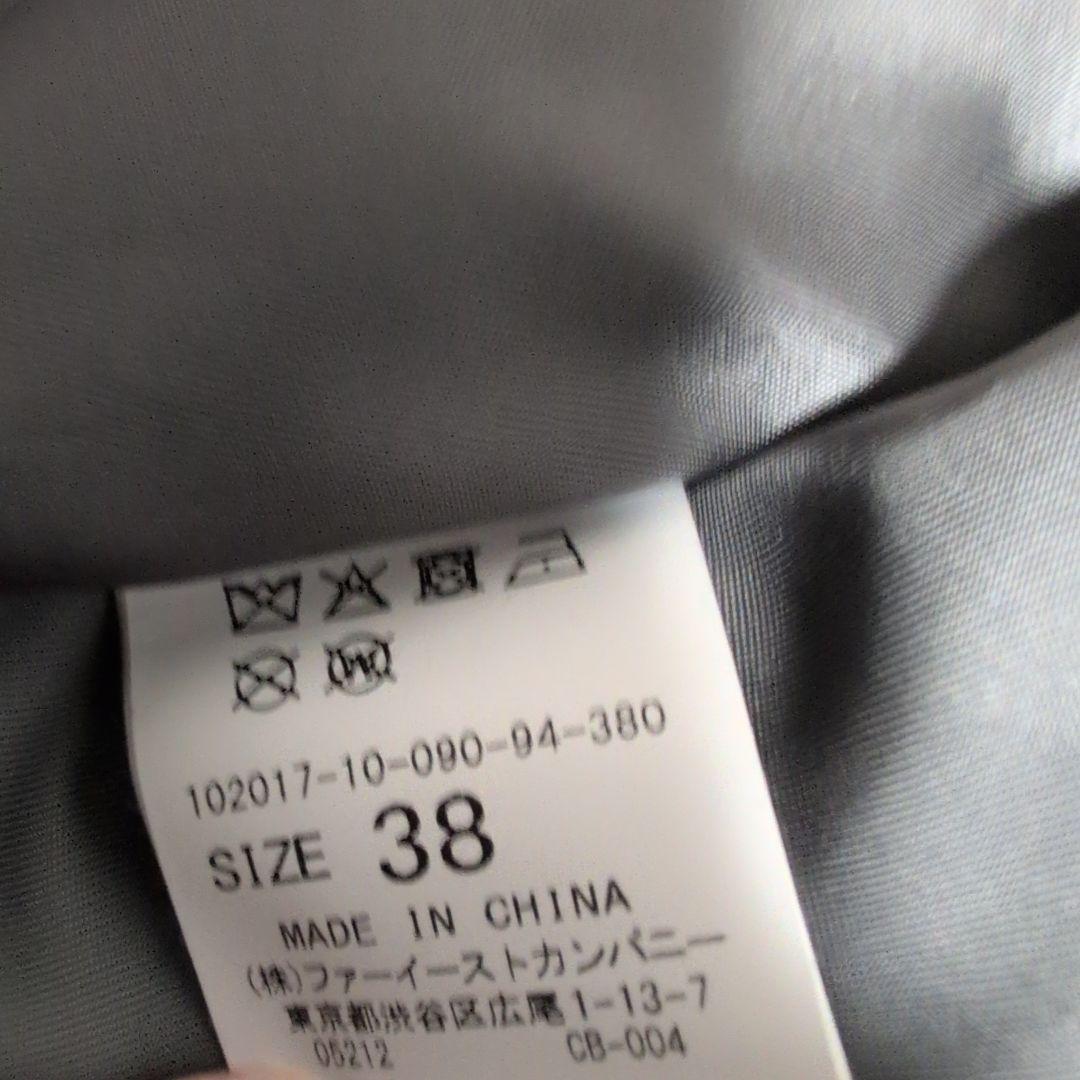 102017-10-090-94-380
SIZE 38
MADE IN CHINA
(株)ファーイーストカンパニー
東京都渋谷区広尾1-13-7
05212 CB-004